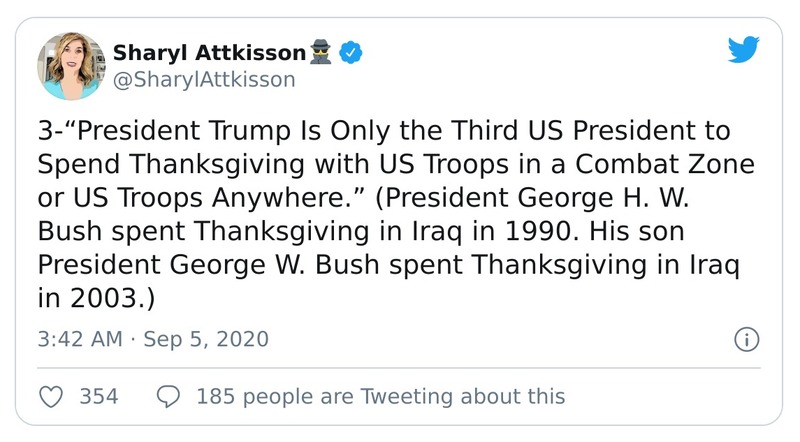 Sharyl Attkisson
@SharylAttkisson
3-“President Trump Is Only the Third US President to
Spend Thanksgiving with US Troops in a Combat Zone
or US Troops Anywhere.” (President George H. W.
Bush spent Thanksgiving in Iraq in 1990. His son
President George W. Bush spent Thanksgiving in Iraq
in 2003.)
3:42 AM · Sep 5, 2020
354 185 people are Tweeting about this